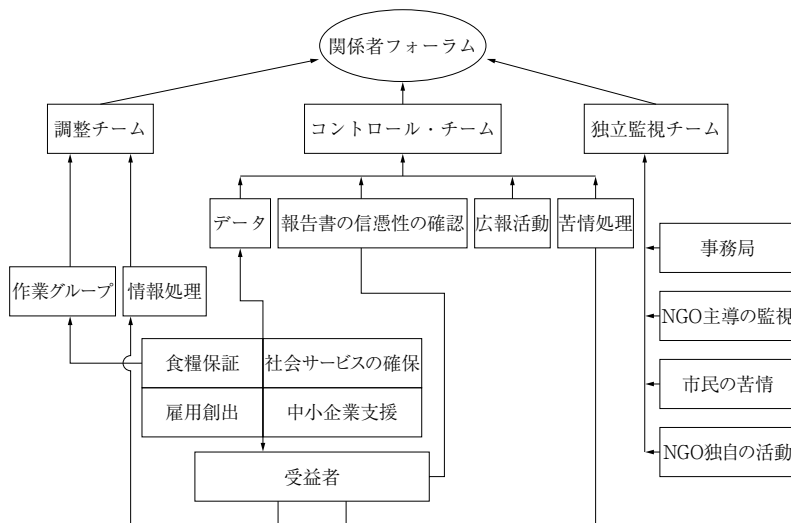 関係者フォーラム
調整チーム
コントロール・チーム
独立監視チーム
データ
報告書の信憑性の確認
広報活動
苦情処理
事務局
作業グループ
情報処理
NGO主導の監視
食糧保証
社会サービスの確保
市民の苦情
雇用創出
中小企業支援
NGO独自の活動
受益者